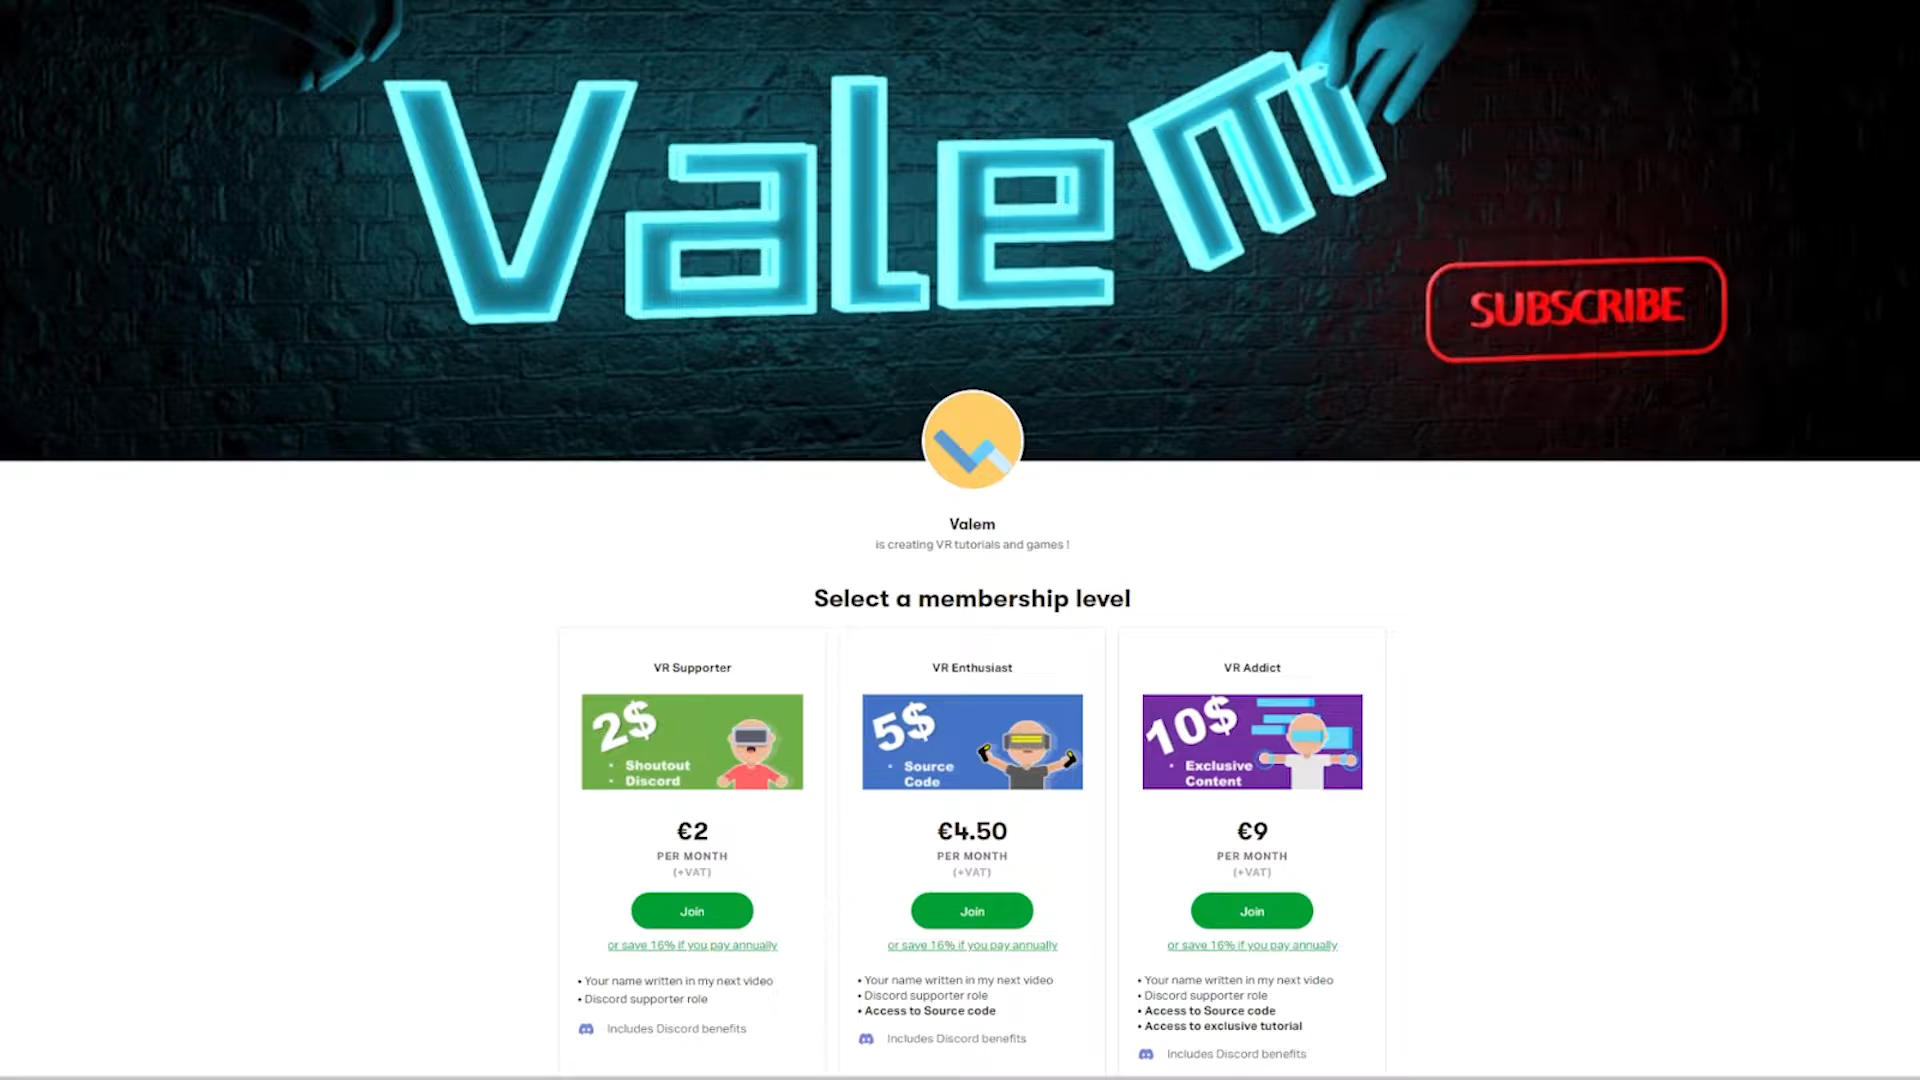 Valem
SUBSCRIBE
Valem
is creating VR tutorials and games !
Select a membership level
VR Supporter
2$
• Shoutout
• Discord
€2
PER MONTH
(+VAT)
Join
or save 16% if you pay annually
• Your name written in my next video
• Discord supporter role
Includes Discord benefits
VR Enthusiast
5$
• Source
Code
€4.50
PER MONTH
(+VAT)
Join
or save 16% if you pay annually
• Your name written in my next video
• Discord supporter role
• Access to Source code
Includes Discord benefits
VR Addict
10$
• Exclusive
Content
€9
PER MONTH
(+VAT)
Join
or save 16% if you pay annually
• Your name written in my next video
• Discord supporter role
• Access to Source code
• Access to exclusive tutorial
Includes Discord benefits